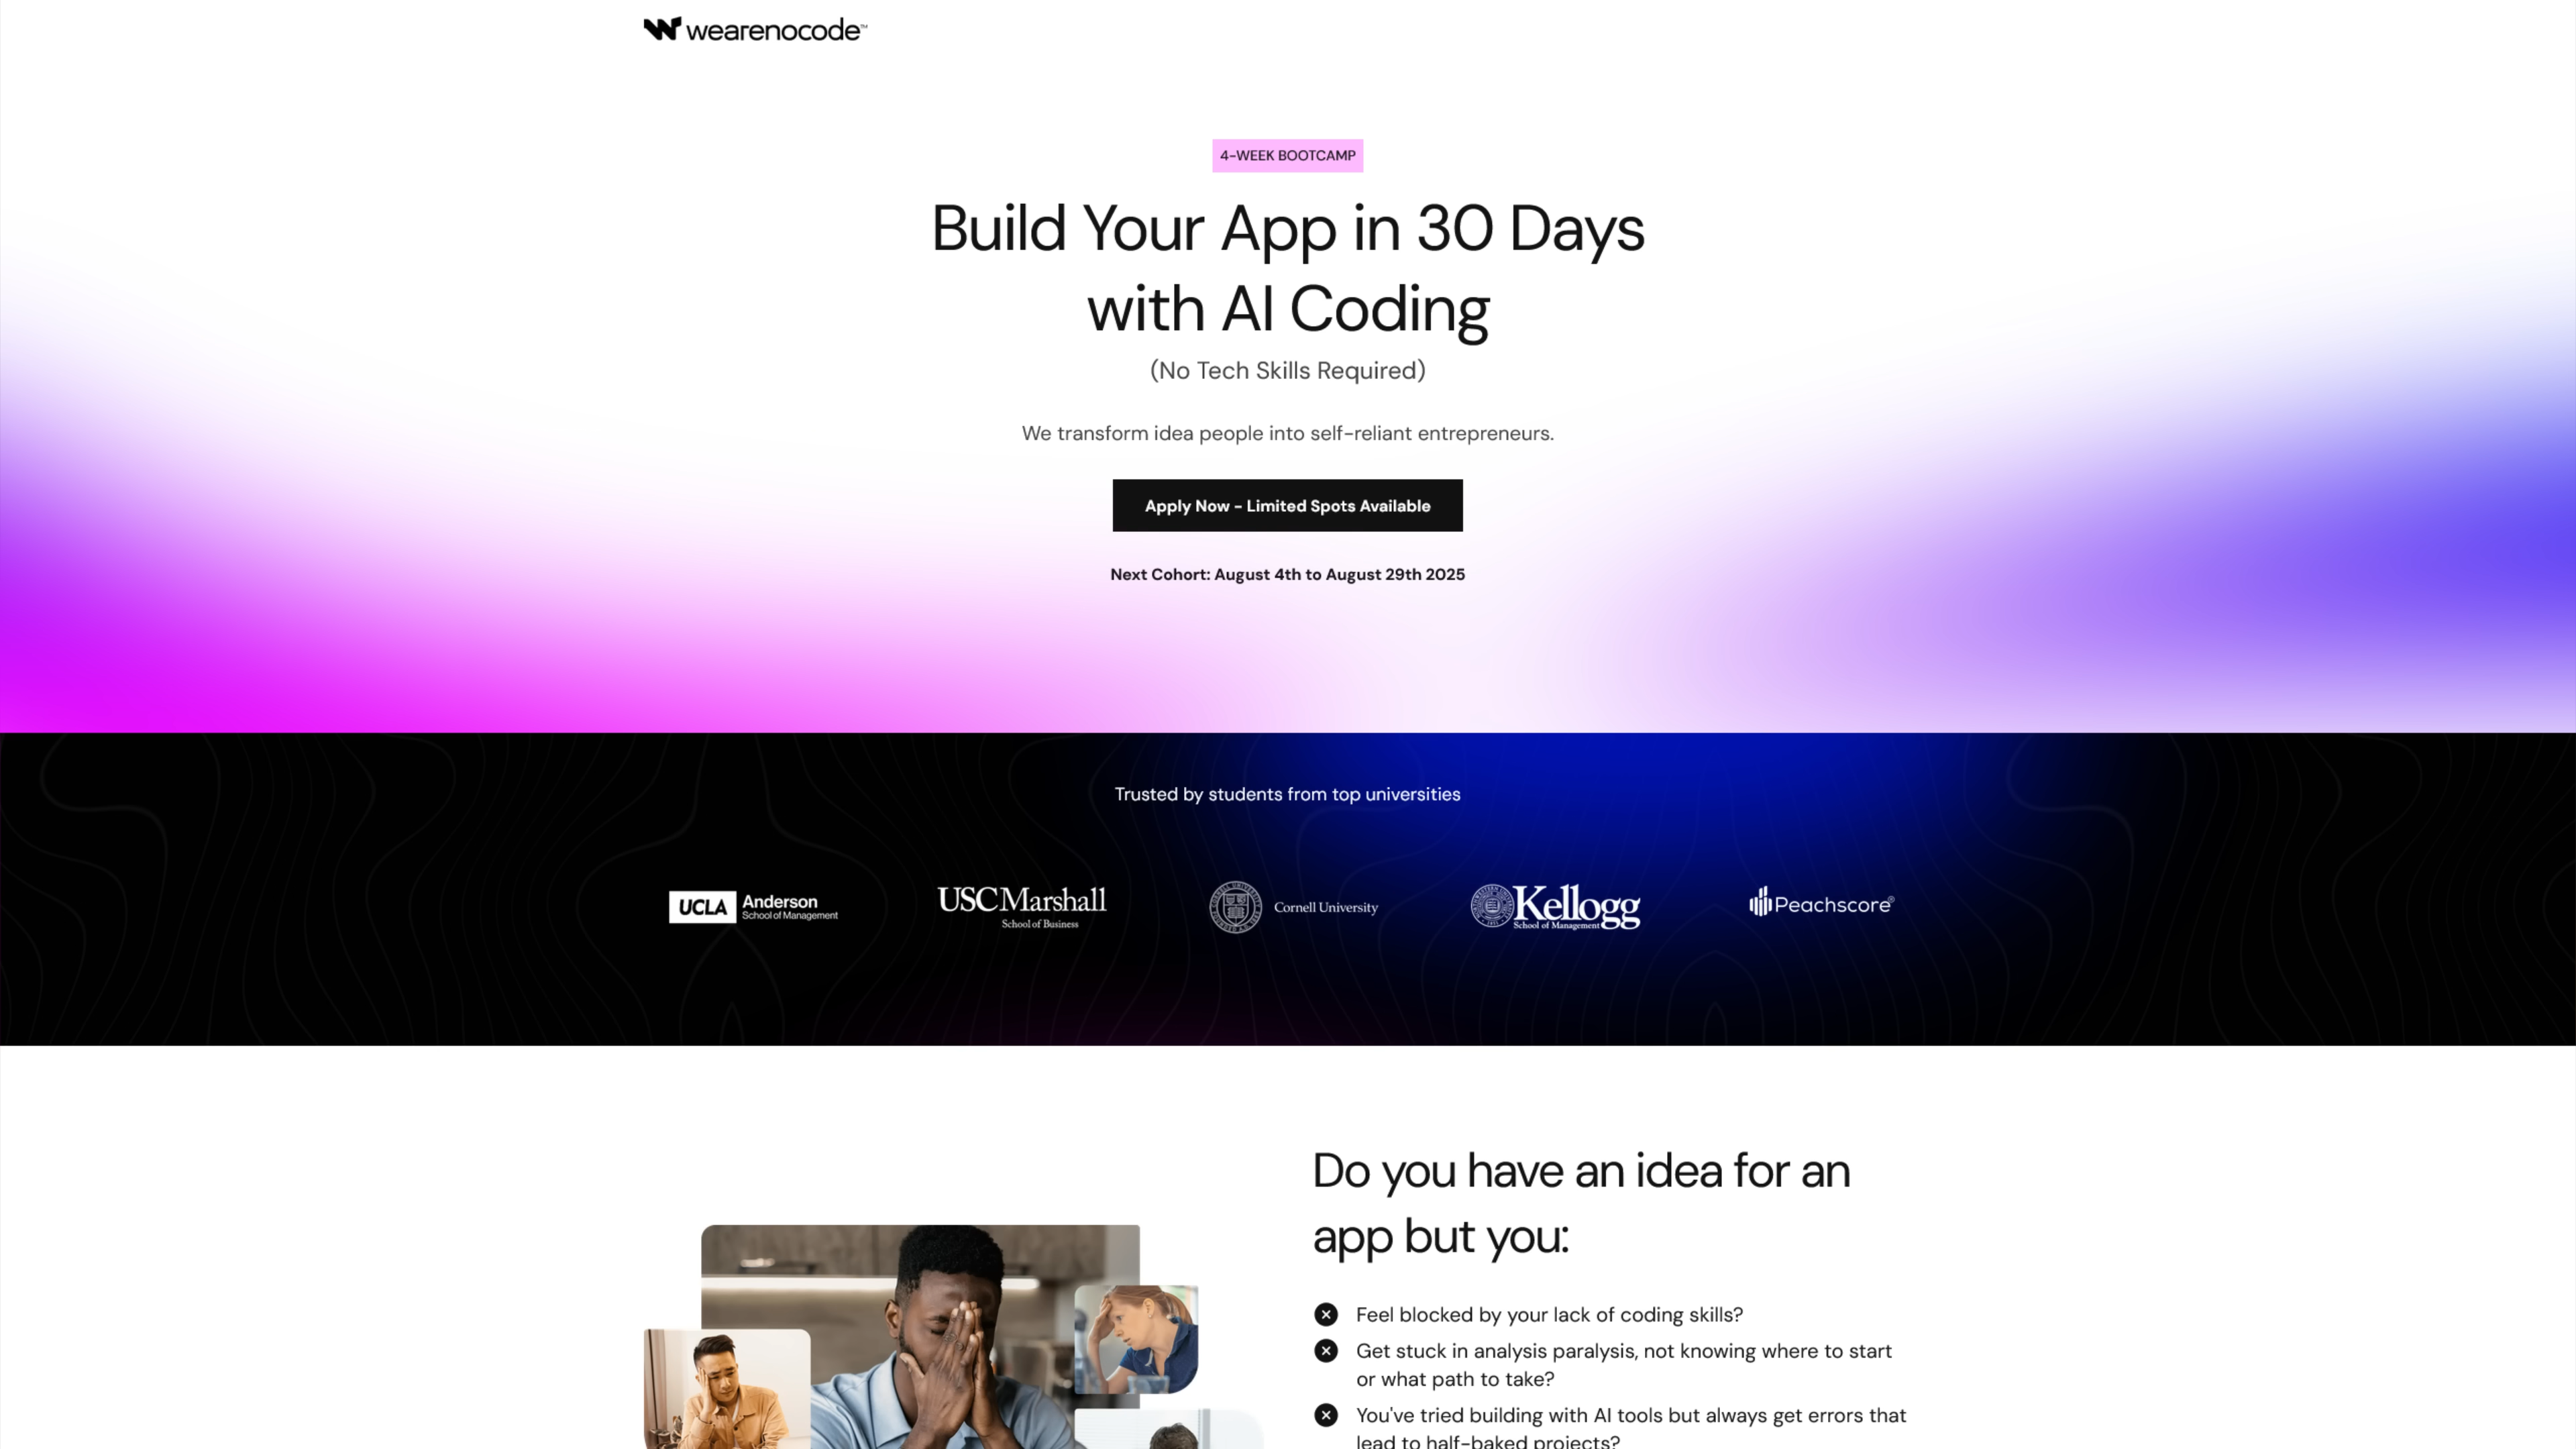 wearenocode™
4-WEEK BOOTCAMP
Build Your App in 30 Days
with AI Coding
(No Tech Skills Required)
We transform idea people into self-reliant entrepreneurs.
Apply Now - Limited Spots Available
Next Cohort: August 4th to August 29th 2025
Trusted by students from top universities
UCLA Anderson
School of Management
USC Marshall
School of Business
Cornell University
Kellogg
School of Management
Peachscore®
Do you have an idea for an
app but you:
Feel blocked by your lack of coding skills?
Get stuck in analysis paralysis, not knowing where to start
or what path to take?
You've tried building with AI tools but always get errors that
lead to half-baked projects?